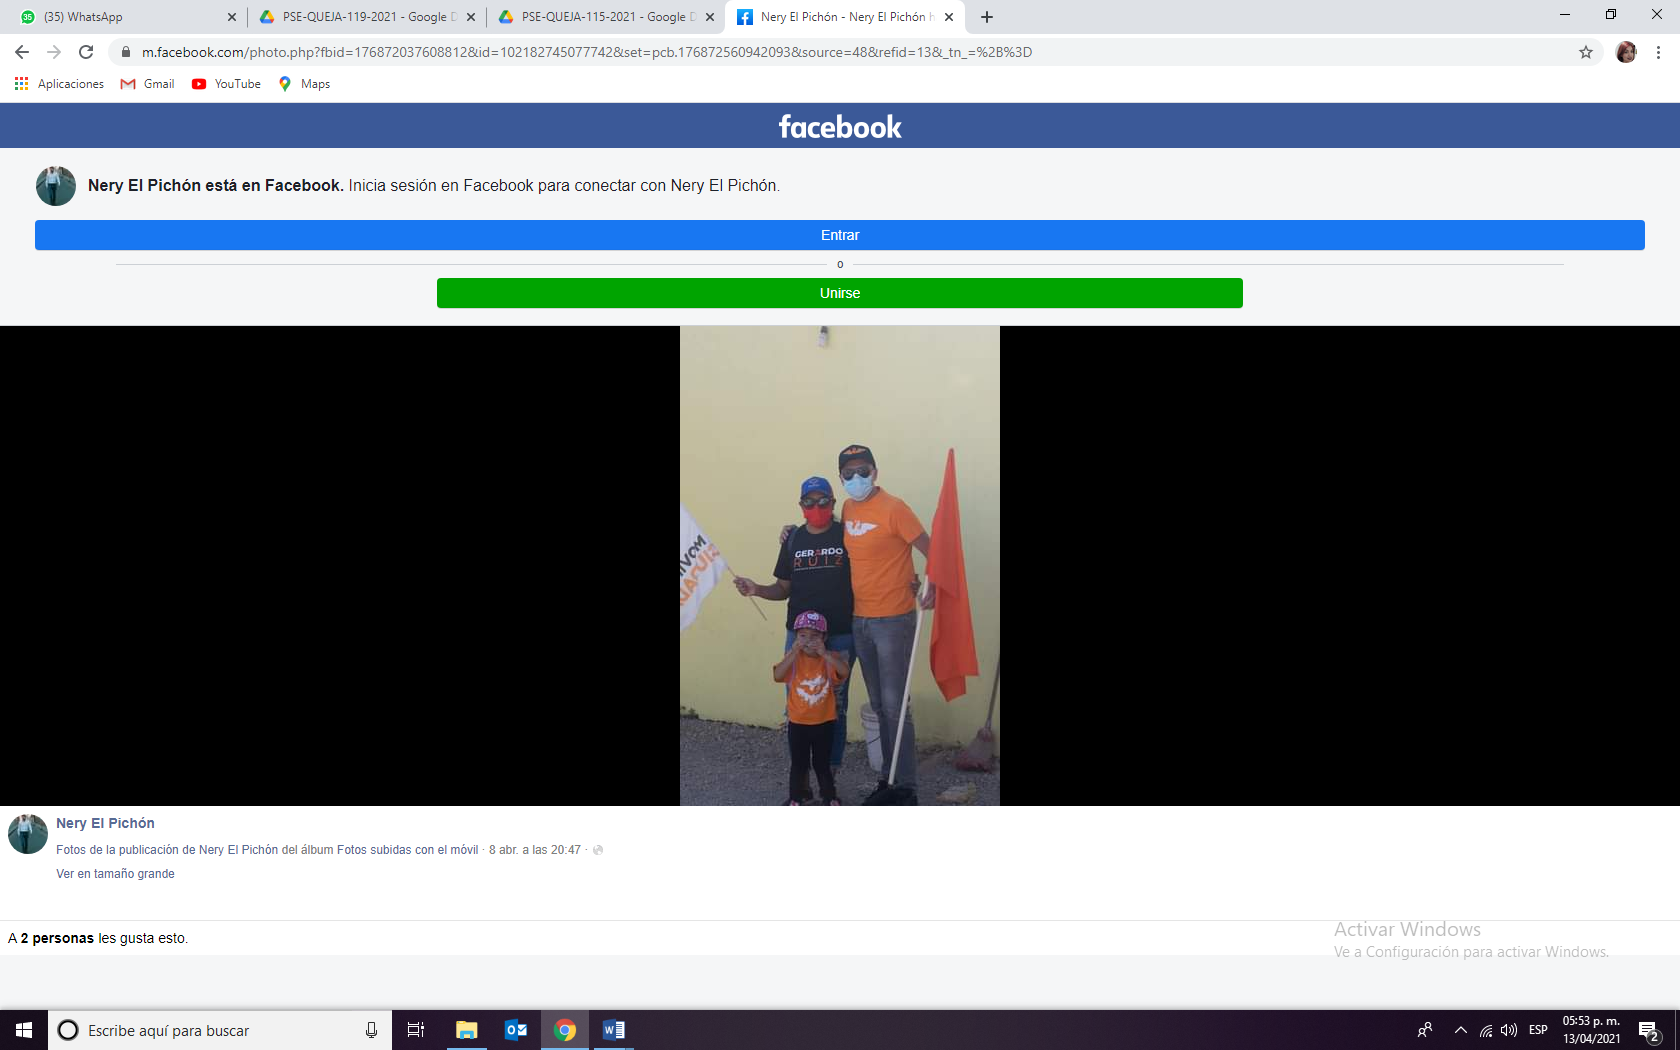 (35) WhatsApp
PSE-QUEJA-119-2021 - Google D
PSE-QUEJA-115-2021 - Google D
Nery El Pichón - Nery El Pichón h
m.facebook.com/photo.php?fbid=176872037608812&id=102182745077742&set=pcb.176872560942093&source=48&refid=13&_tn_=%2B%3D
Aplicaciones
Gmail
YouTube
Maps
facebook
Nery El Pichón está en Facebook. Inicia sesión en Facebook para conectar con Nery El Pichón.
Entrar
o
Unirse
GERARDO
RUIZ
Nery El Pichón
Fotos de la publicación de Nery El Pichón del álbum Fotos subidas con el móvil · 8 abr. a las 20:47 ·
Ver en tamaño grande
A 2 personas les gusta esto.
Activar Windows
Ve a Configuración para activar Windows.
Escribe aquí para buscar
ESP
05:53 p. m.
13/04/2021
2